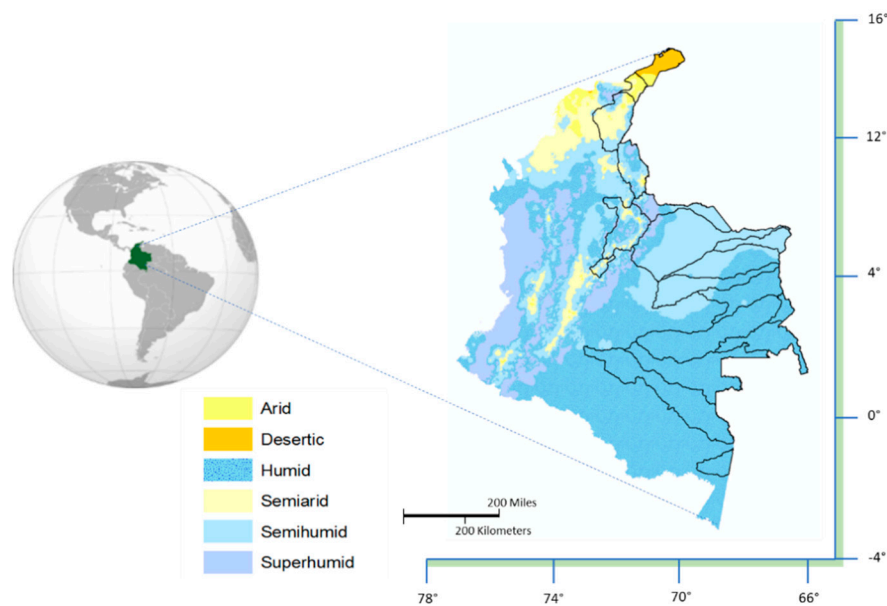 16°
12°
4°
0°
-4°
78°
74°
70°
66°
Arid
Desertic
Humid
Semiarid
Semihumid
Superhumid
200 Miles
200 Kilometers